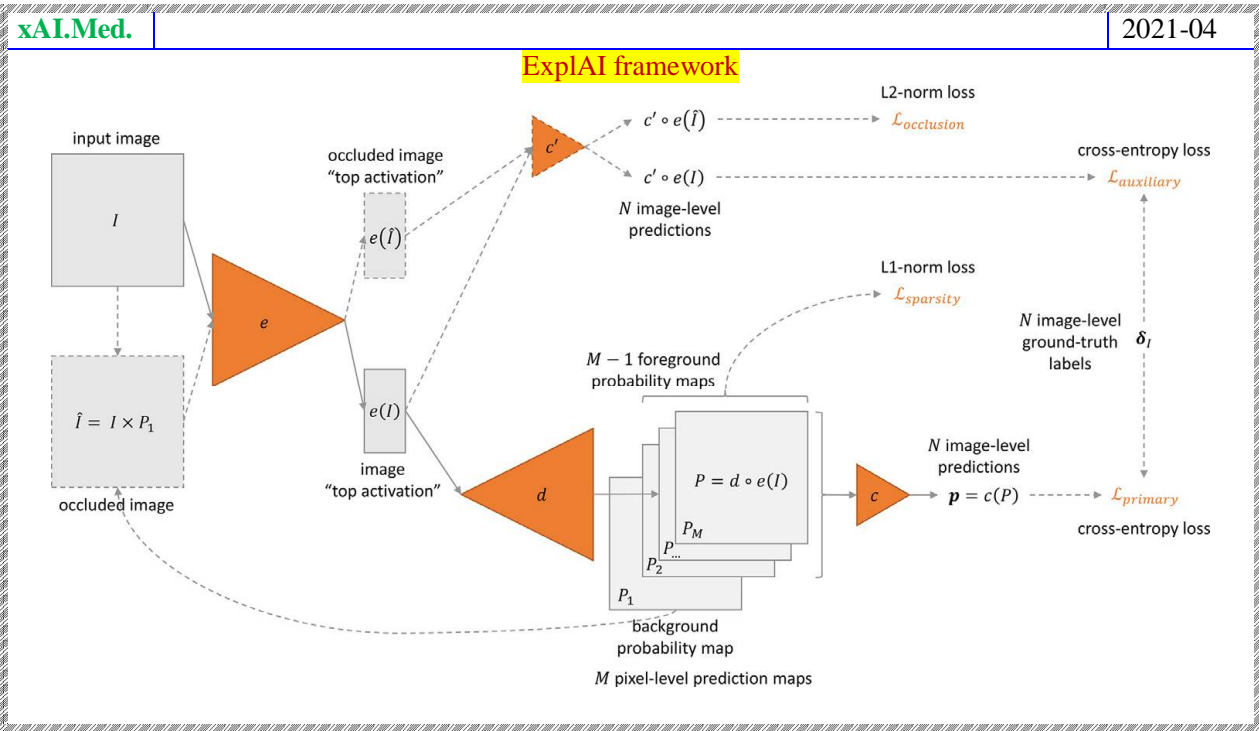 xAI.Med.
2021-04
ExplAI framework
input image
I
Î = I × P₁
occluded image
e
occluded image
“top activation”
e(Î)
e(I)
image
“top activation”
c′
c′ ∘ e(Î)
c′ ∘ e(I)
N image-level
predictions
L2-norm loss
ℒocclusion
cross-entropy loss
ℒauxiliary
L1-norm loss
ℒsparsity
N image-level
ground-truth
labels
𝜹I
M − 1 foreground
probability maps
d
P = d ∘ e(I)
PM
P...
P₂
P₁
background
probability map
M pixel-level prediction maps
c
N image-level
predictions
𝒑 = c(P)
ℒprimary
cross-entropy loss